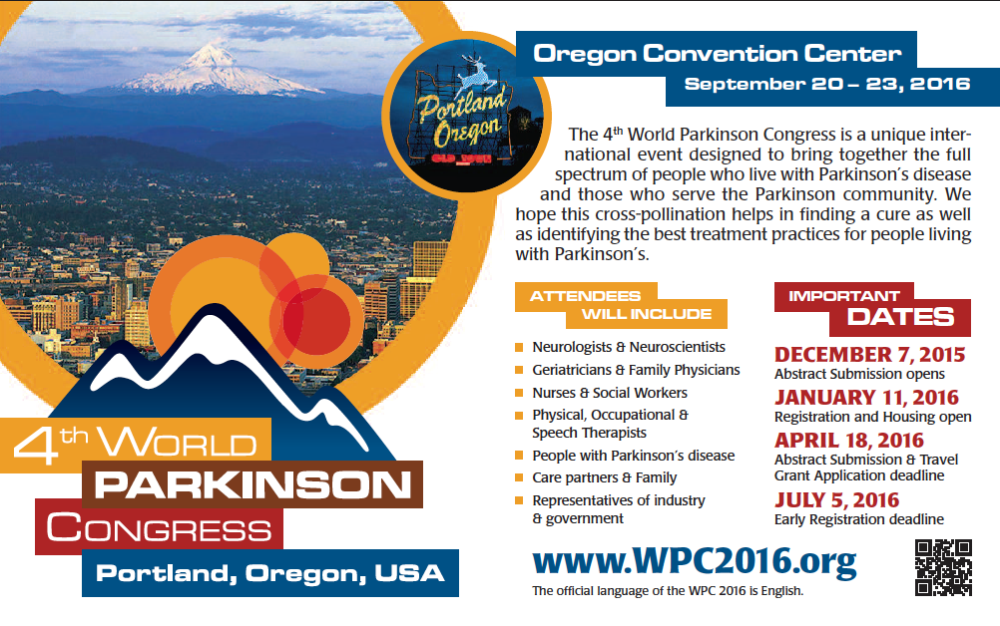 Portland
Oregon
OLD TOWN
Oregon Convention Center
September 20 – 23, 2016
The 4th World Parkinson Congress is a unique inter-
national event designed to bring together the full
spectrum of people who live with Parkinson's disease
and those who serve the Parkinson community. We
hope this cross-pollination helps in finding a cure as well
as identifying the best treatment practices for people living
with Parkinson's.
ATTENDEES
WILL INCLUDE
Neurologists & Neuroscientists
Geriatricians & Family Physicians
Nurses & Social Workers
Physical, Occupational &
Speech Therapists
People with Parkinson's disease
Care partners & Family
Representatives of industry
& government
IMPORTANT
DATES
DECEMBER 7, 2015
Abstract Submission opens
JANUARY 11, 2016
Registration and Housing open
APRIL 18, 2016
Abstract Submission & Travel
Grant Application deadline
JULY 5, 2016
Early Registration deadline
4th World
PARKINSON
Congress
Portland, Oregon, USA
www.WPC2016.org
The official language of the WPC 2016 is English.